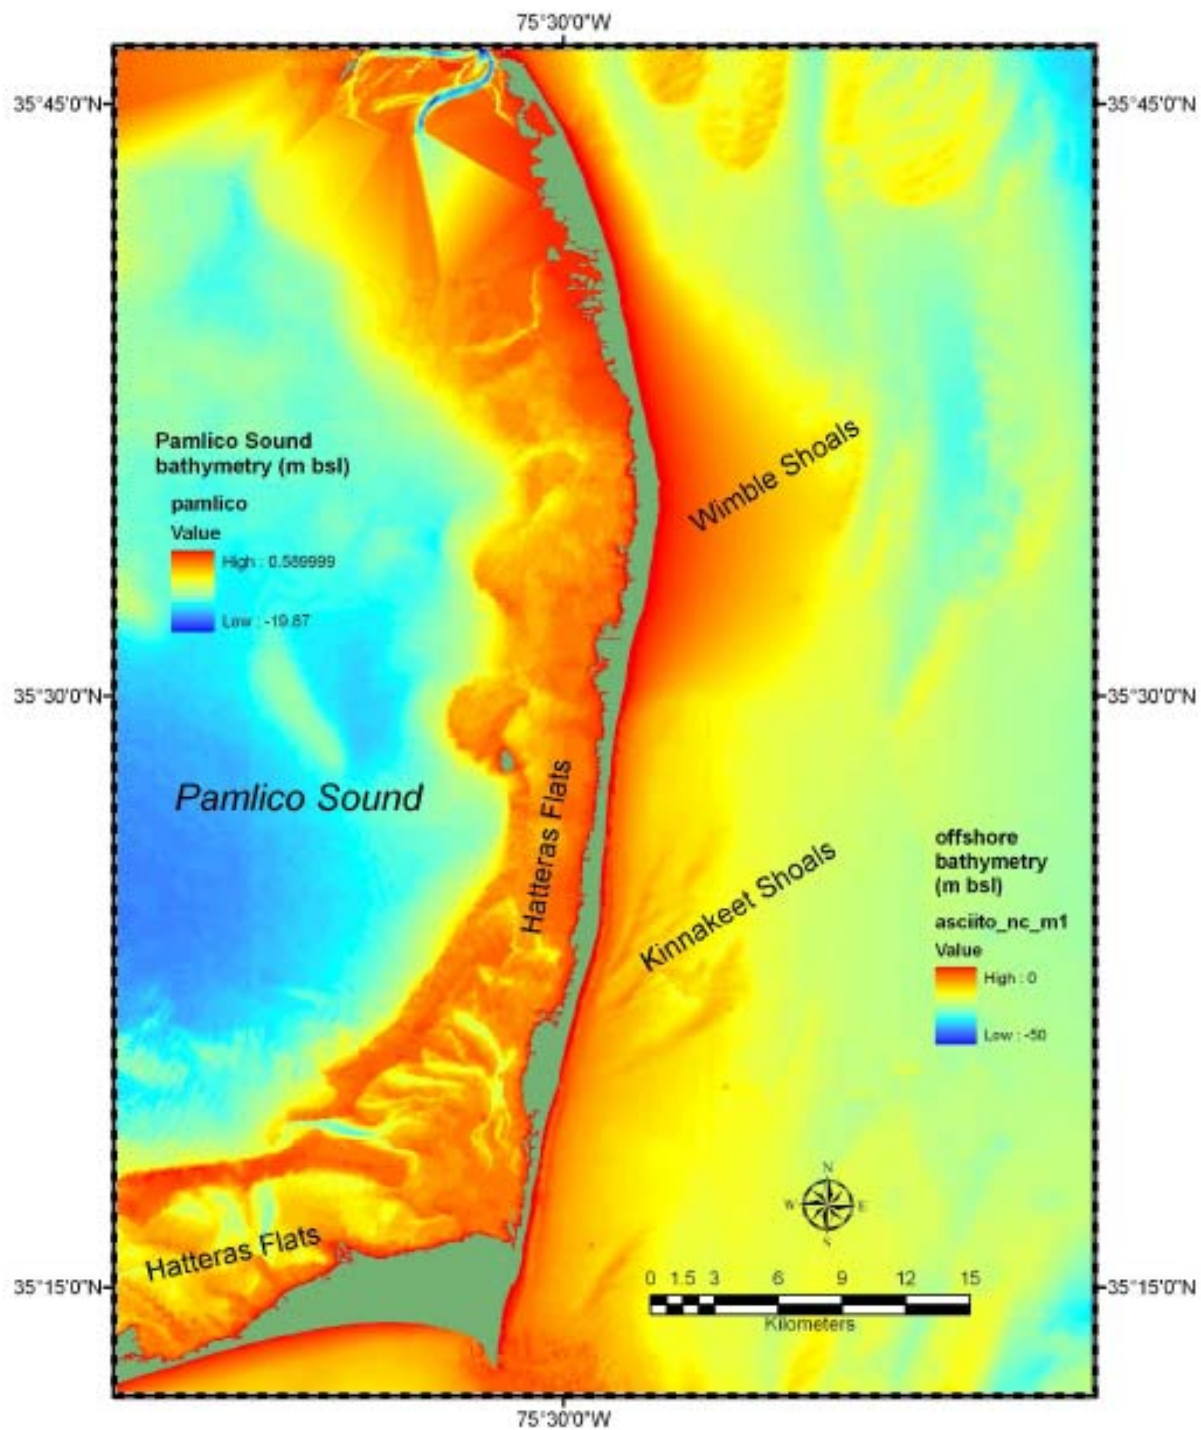 75°30'0"W
35°45'0"N
35°45'0"N
Wimble Shoals
Pamlico Sound
bathymetry (m bsl)
pamlico
Value
High : 0.589999
Low : -19.87
35°30'0"N
35°30'0"N
Pamlico Sound
Hatteras Flats
Kinnakeet Shoals
offshore
bathymetry
(m bsl)
asciito_nc_m1
Value
High : 0
Low : -50
N
W E
S
Hatteras Flats
35°15'0"N
35°15'0"N
0 1.5 3 6 9 12 15
Kilometers
75°30'0"W